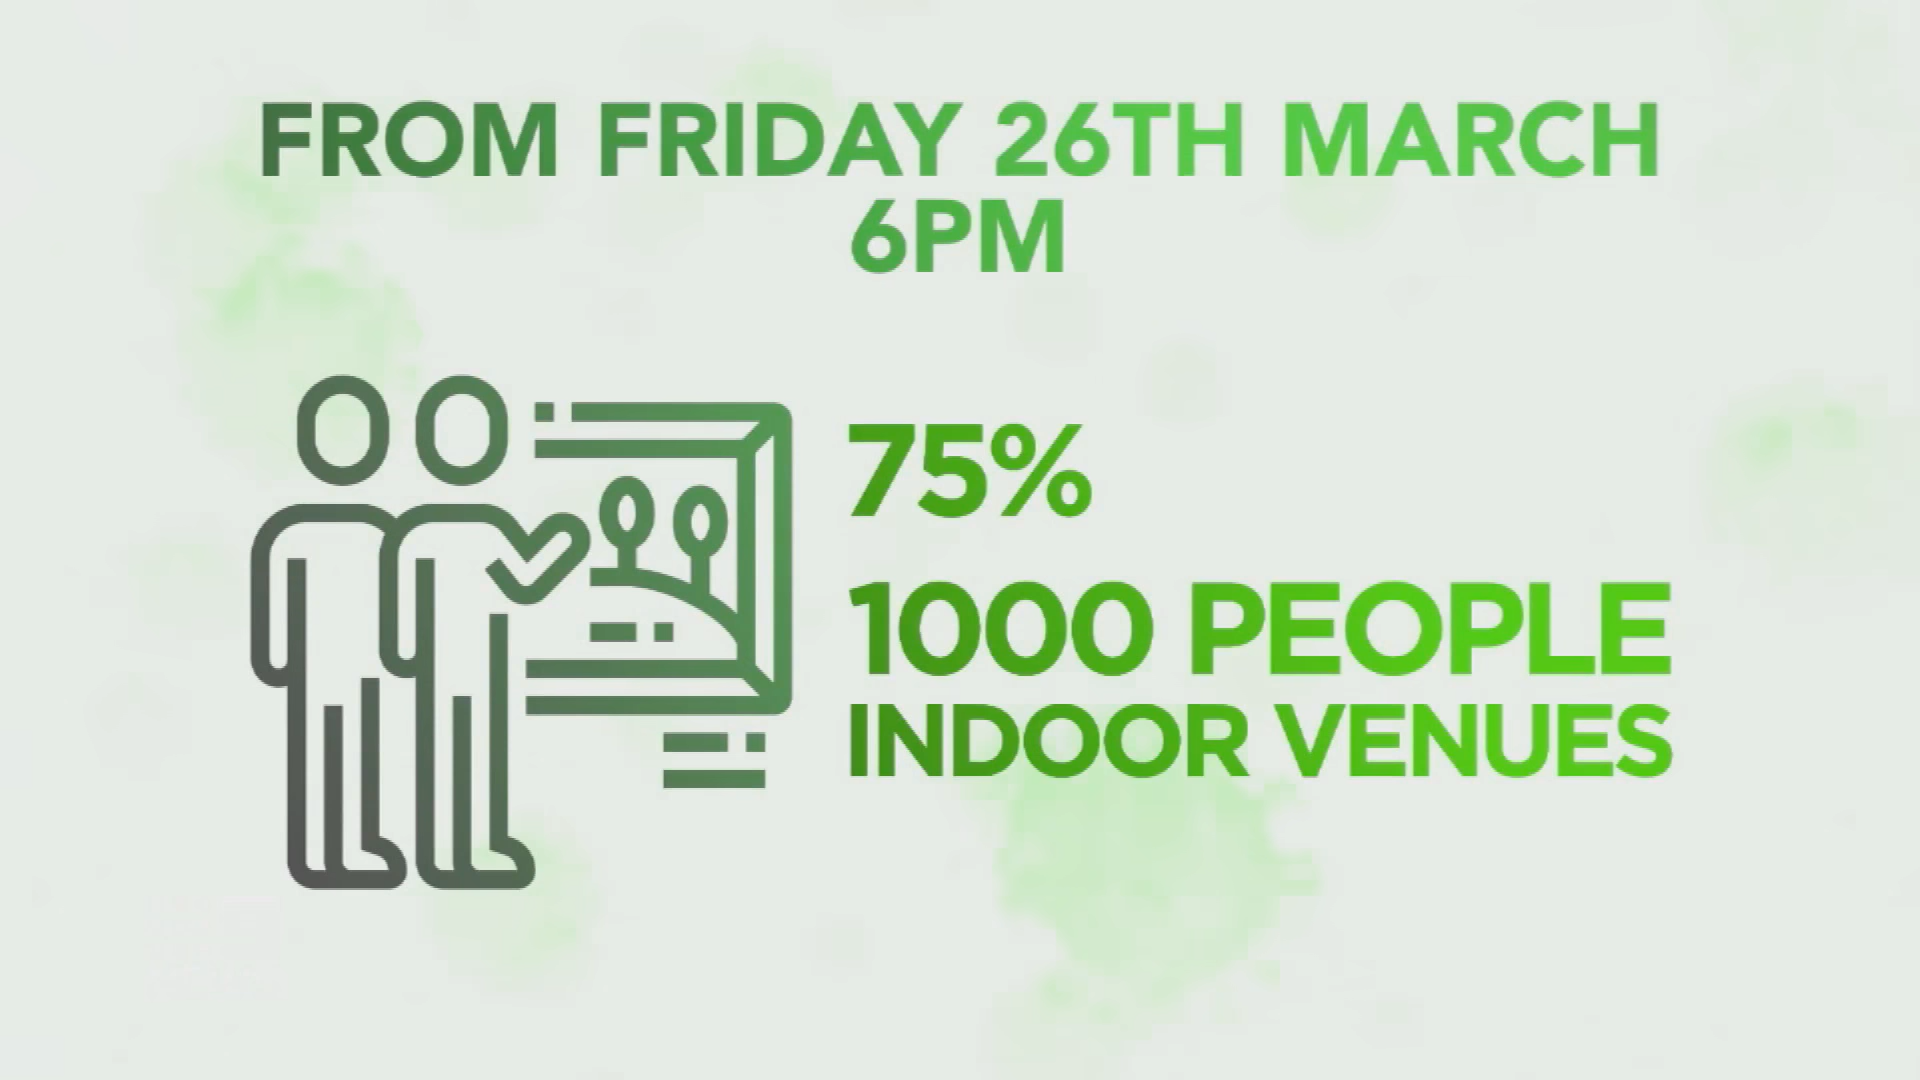 FROM FRIDAY 26TH MARCH
6PM
75%
1000 PEOPLE
INDOOR VENUES